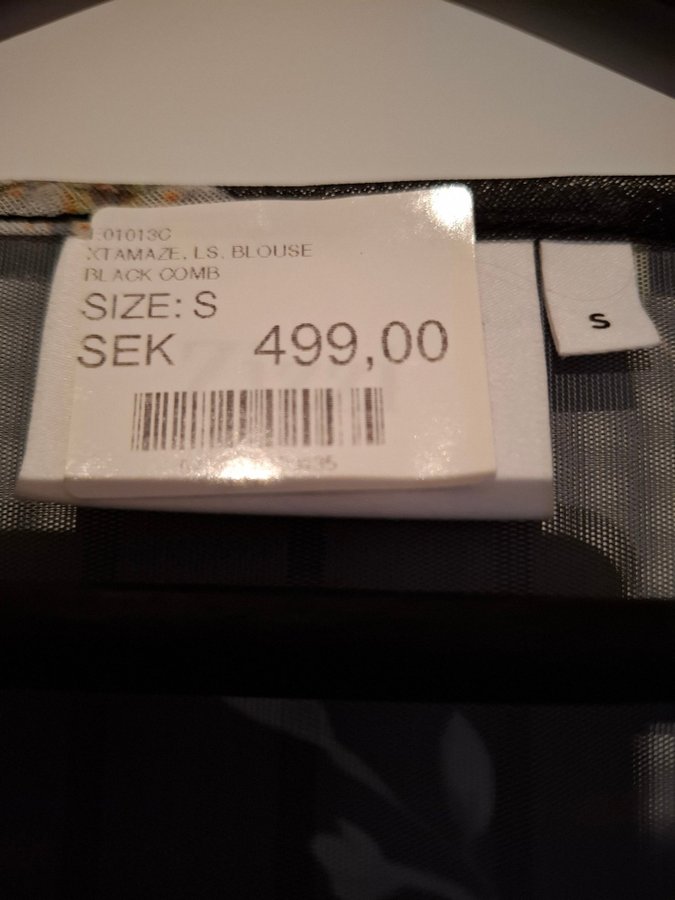 XTAMAZE, LS. BLOUSE
BLACK COMB
SIZE: S
SEK 499,00
S